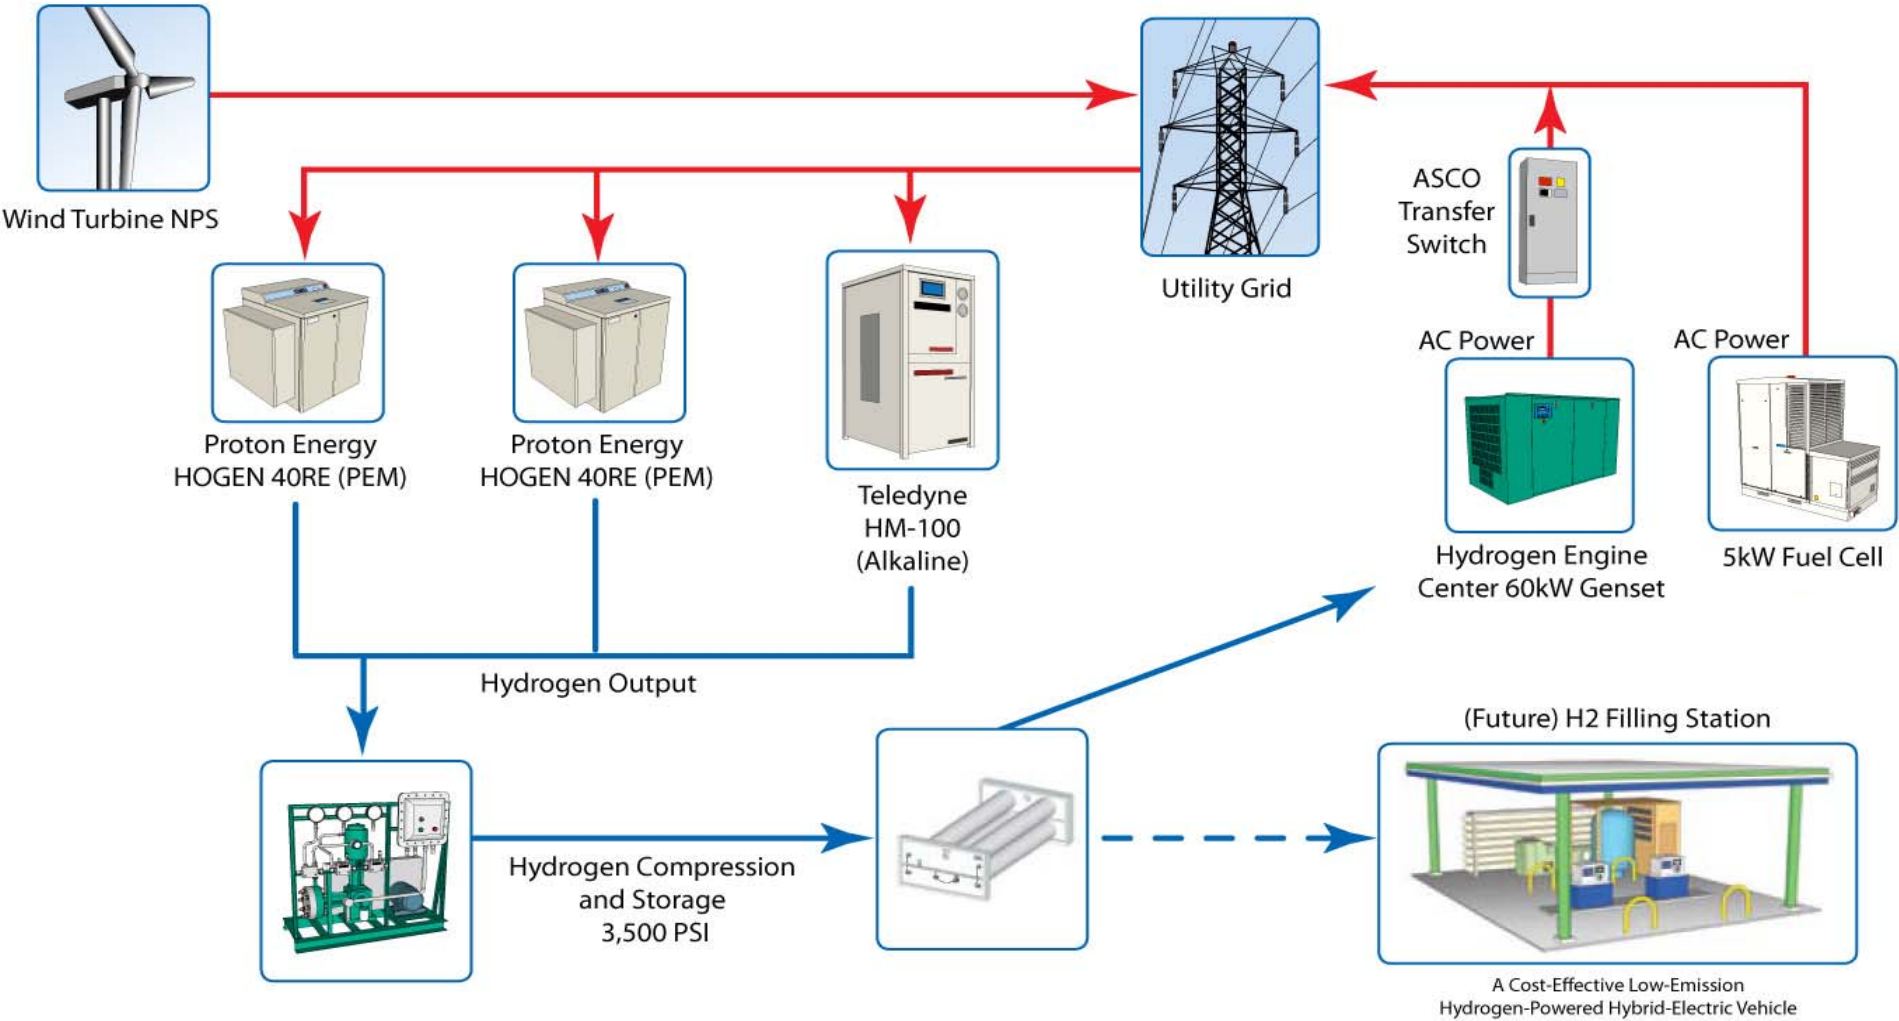 Wind Turbine NPS
Utility Grid
ASCO
Transfer
Switch
AC Power
AC Power
Proton Energy
HOGEN 40RE (PEM)
Proton Energy
HOGEN 40RE (PEM)
Teledyne
HM-100
(Alkaline)
Hydrogen Engine
Center 60kW Genset
5kW Fuel Cell
Hydrogen Output
Hydrogen Compression
and Storage
3,500 PSI
(Future) H2 Filling Station
A Cost-Effective Low-Emission
Hydrogen-Powered Hybrid-Electric Vehicle